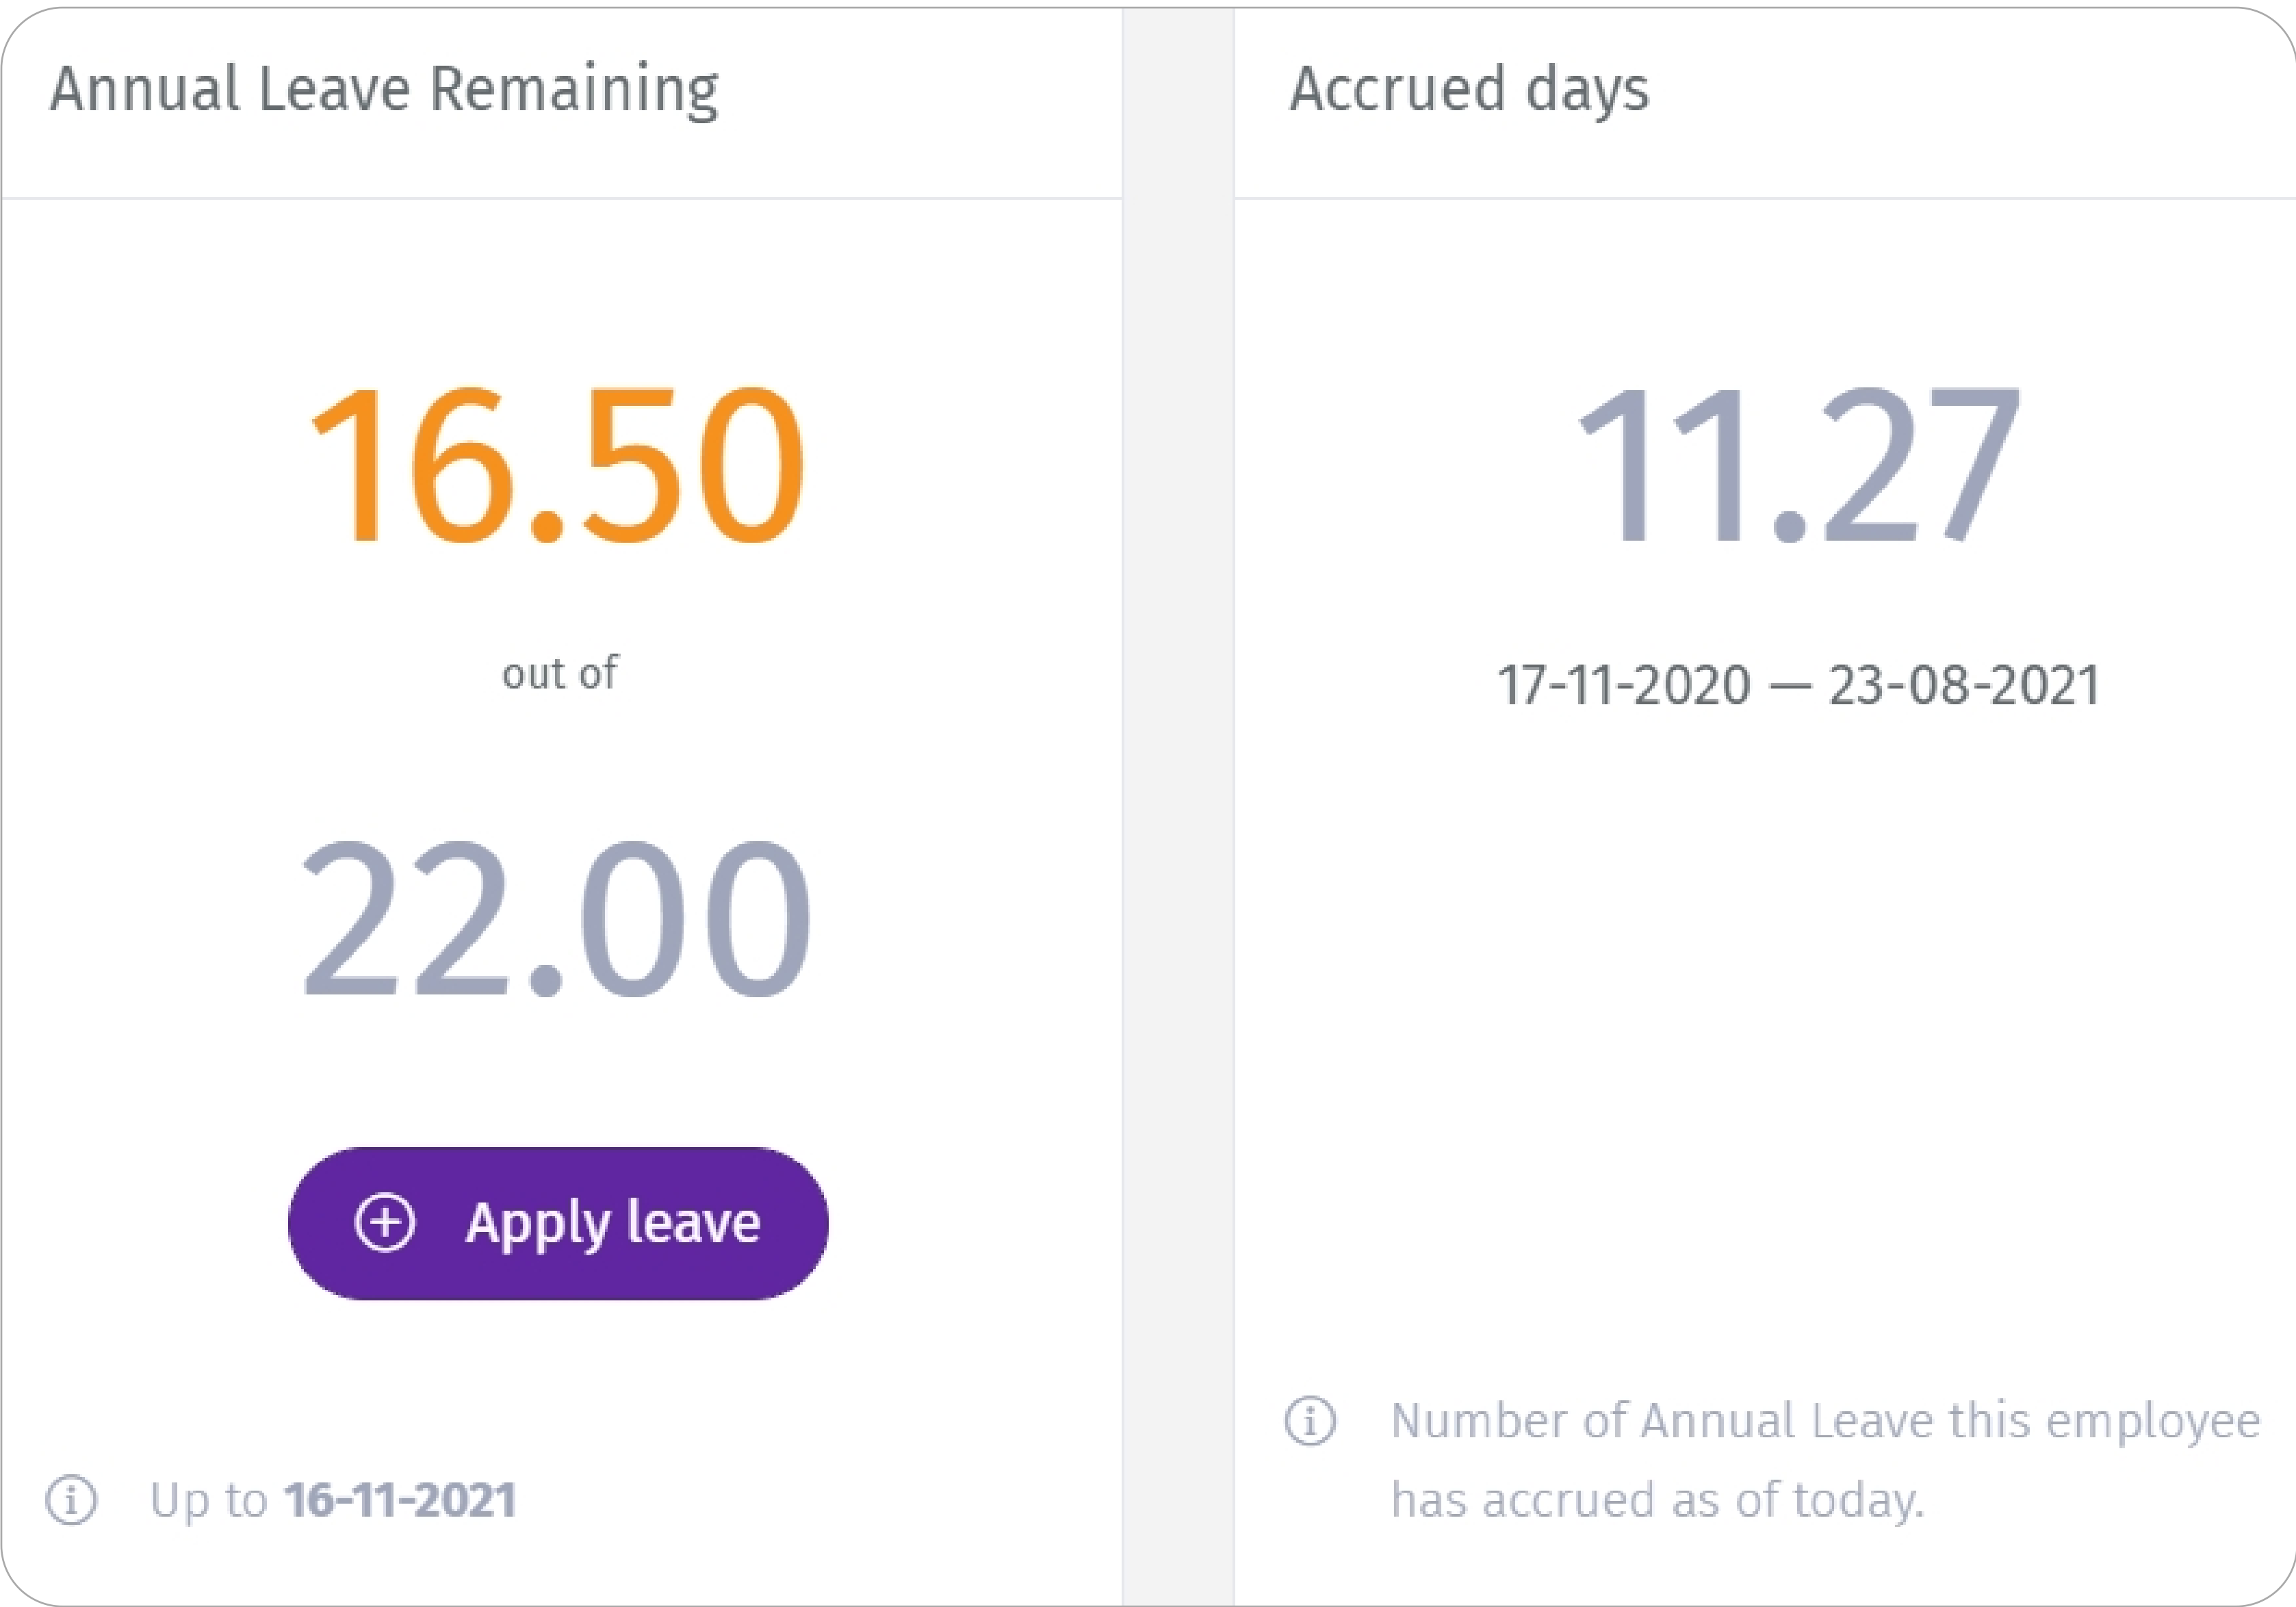 Annual Leave Remaining
16.50
out of
22.00
Apply leave
Up to 16-11-2021
Accrued days
11.27
17-11-2020 — 23-08-2021
Number of Annual Leave this employee
has accrued as of today.